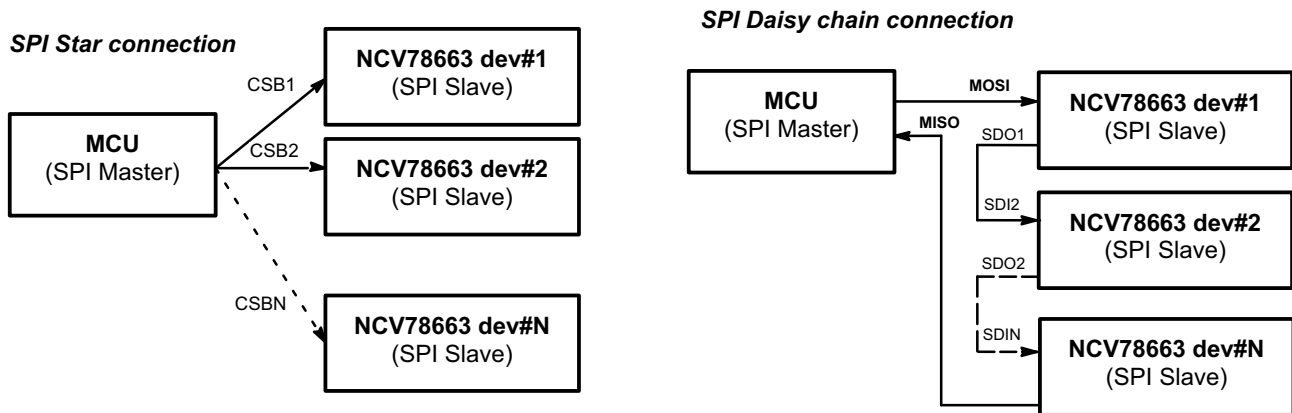 SPI Star connection
NCV78663 dev#1
(SPI Slave)
CSB1
MCU
(SPI Master)
CSB2
NCV78663 dev#2
(SPI Slave)
CSBN
NCV78663 dev#N
(SPI Slave)
SPI Daisy chain connection
MCU
(SPI Master)
MOSI
MISO
NCV78663 dev#1
(SPI Slave)
SDO1
SDI2
NCV78663 dev#2
(SPI Slave)
SDO2
SDIN
NCV78663 dev#N
(SPI Slave)